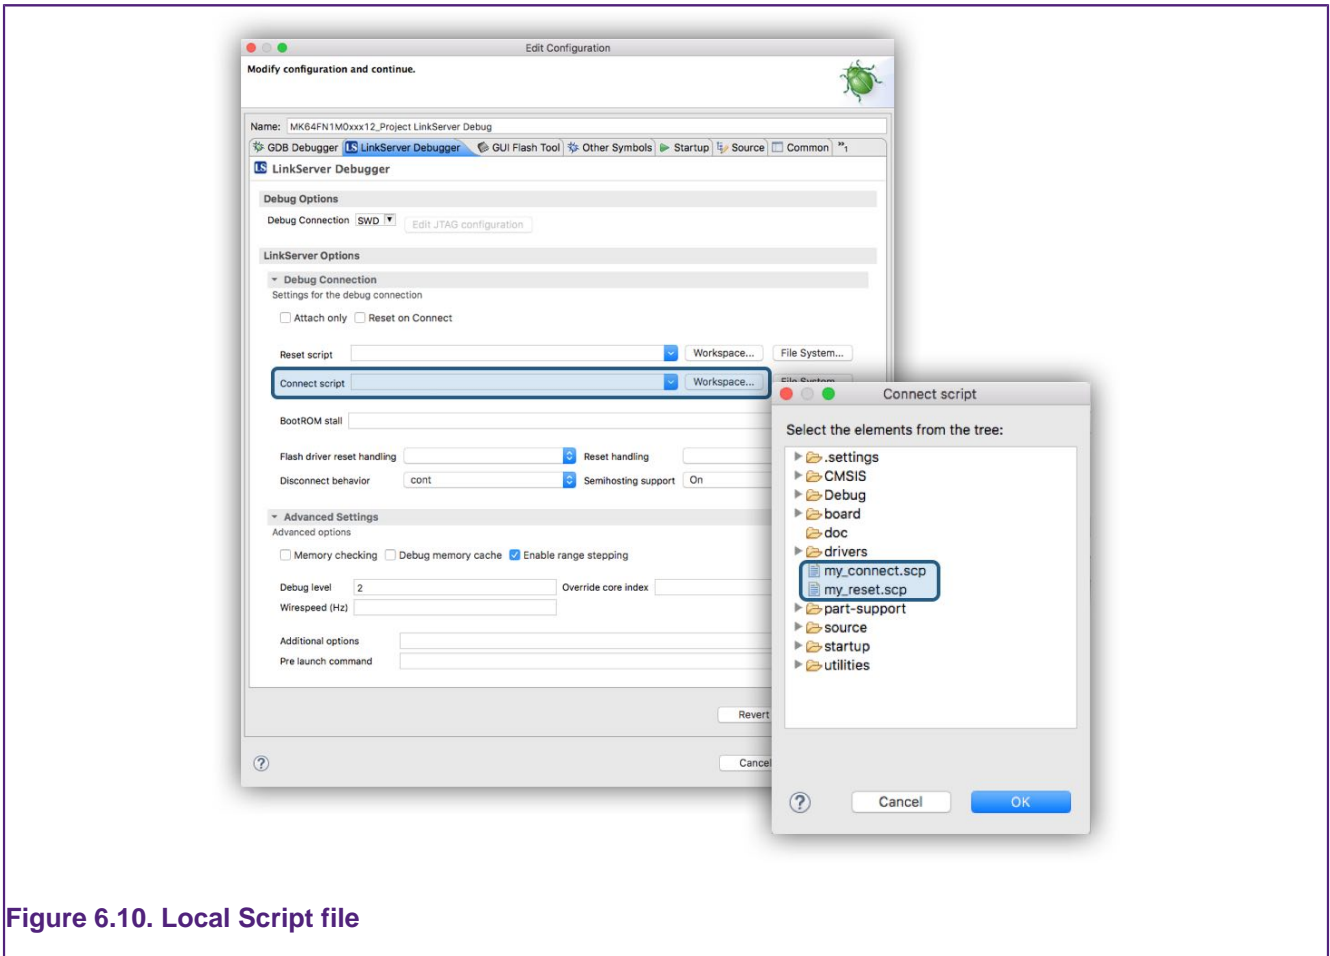 Edit Configuration
Modify configuration and continue.
Name: MK64FN1M0xxx12_Project LinkServer Debug
GDB Debugger LS LinkServer Debugger GUI Flash Tool Other Symbols Startup Source Common »1
LS LinkServer Debugger
Debug Options
Debug Connection SWD Edit JTAG configuration
LinkServer Options
Debug Connection
Settings for the debug connection
Attach only Reset on Connect
Reset script Workspace... File System...
Connect script Workspace... File System...
BootROM stall
Flash driver reset handling Reset handling
Disconnect behavior cont Semihosting support On
Advanced Settings
Advanced options
Memory checking Debug memory cache Enable range stepping
Debug level 2 Override core index
Wirespeed (Hz)
Additional options
Pre launch command
Revert
Cancel
Connect script
Select the elements from the tree:
.settings
CMSIS
Debug
board
doc
drivers
my_connect.scp
my_reset.scp
part-support
source
startup
utilities
Cancel OK
Figure 6.10. Local Script file